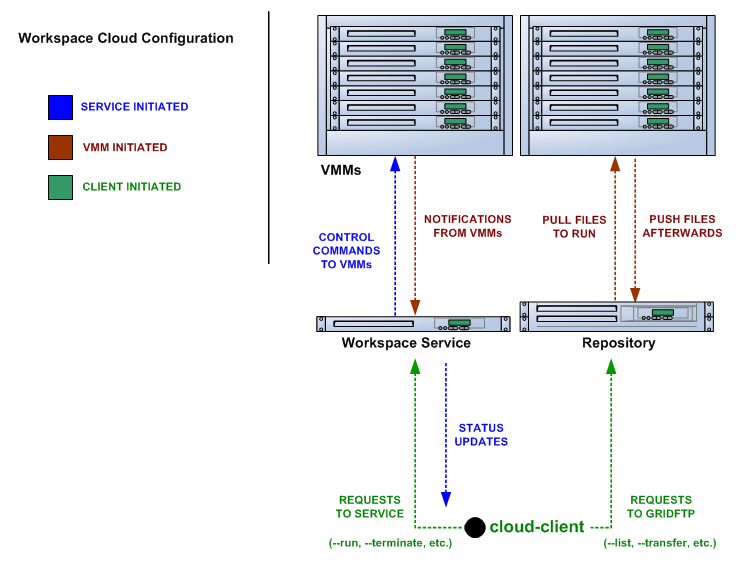 Workspace Cloud Configuration
SERVICE INITIATED
VMM INITIATED
CLIENT INITIATED
VMMs
CONTROL
COMMANDS
TO VMMs
NOTIFICATIONS
FROM VMMs
PULL FILES
TO RUN
PUSH FILES
AFTERWARDS
Workspace Service
Repository
STATUS
UPDATES
REQUESTS
TO SERVICE
(--run, --terminate, etc.)
cloud-client
REQUESTS
TO GRIDFTP
(--list, --transfer, etc.)